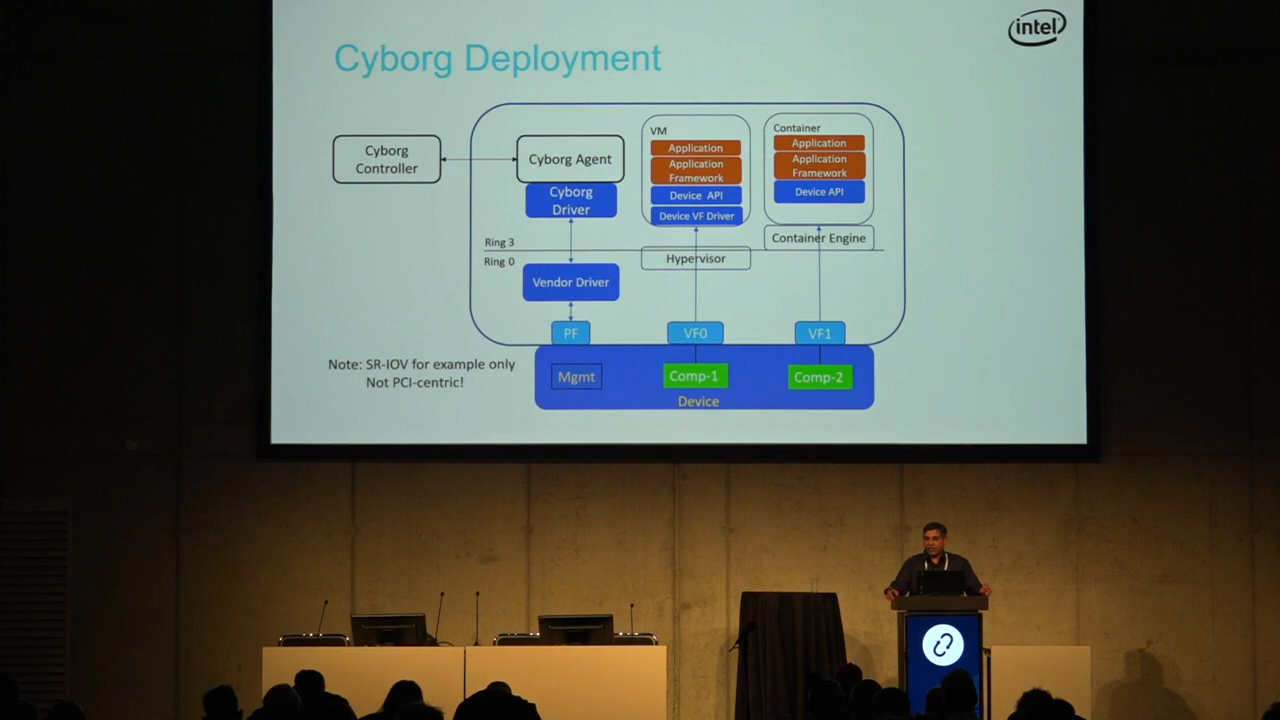 intel
Cyborg Deployment
Cyborg
Controller
Cyborg Agent
Cyborg
Driver
VM
Application
Application
Framework
Device API
Device VF Driver
Container
Application
Application
Framework
Device API
Container Engine
Hypervisor
Ring 3
Ring 0
Vendor Driver
PF
VF0
VF1
Note: SR-IOV for example only
Not PCI-centric!
Mgmt
Comp-1
Comp-2
Device